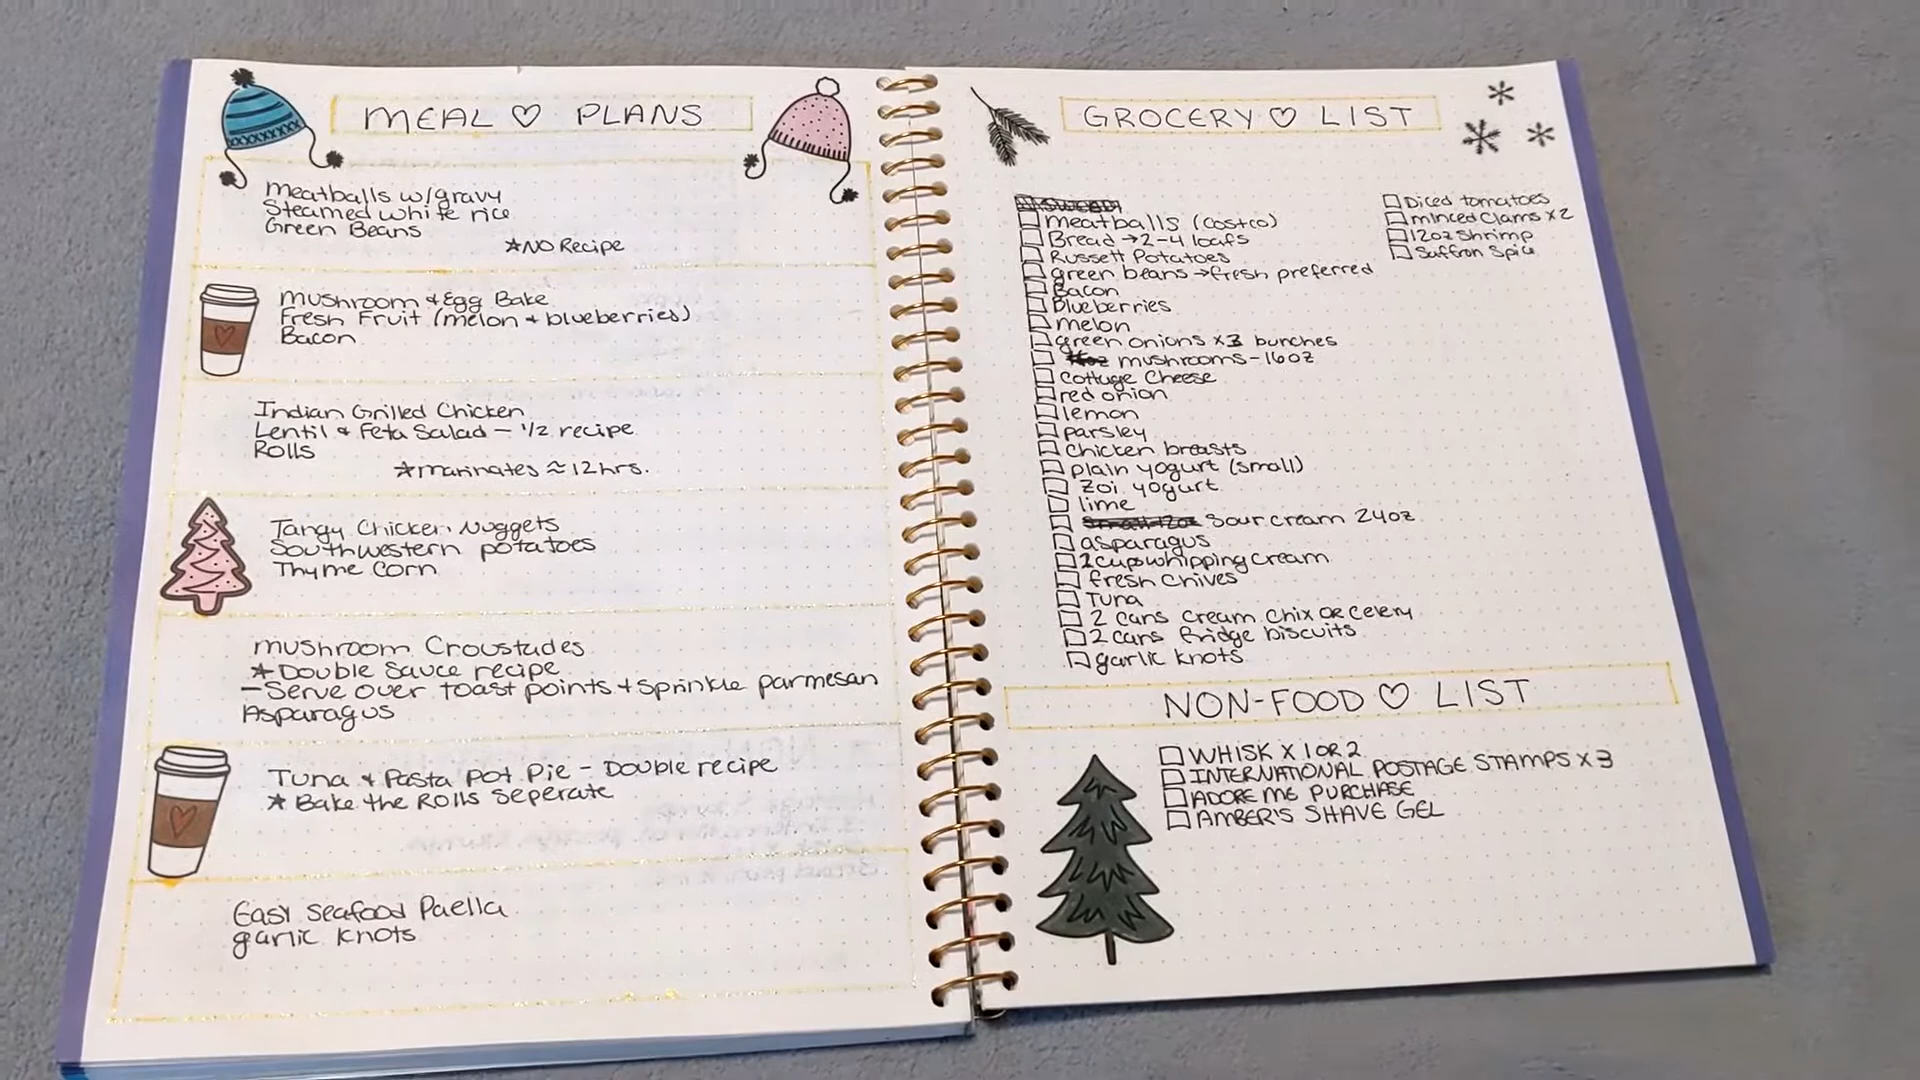 MEAL ♡ PLANS
Meatballs w/gravy
Steamed white rice
Green Beans
*NO Recipe
Mushroom & Egg Bake
Fresh Fruit (melon & blueberries)
Bacon
Indian Grilled Chicken
Lentil & Feta Salad - 1/2 recipe
Rolls
*Marinates ≈ 12 hrs.
Tangy Chicken Nuggets
Southwestern potatoes
Thyme Corn
Mushroom Croustades
*Double Sauce recipe
-Serve over toast points & sprinkle parmesan
Asparagus
Tuna & Pasta Pot Pie - Double recipe
*Bake the Rolls Seperate
Easy Seafood Paella
garlic knots
GROCERY ♡ LIST
Meatballs (Costco)
Bread → 2-4 loafs
Russett Potatoes
green beans → fresh preferred
Bacon
Blueberries
melon
green onions x3 bunches
mushrooms - 16oz
Cottage Cheese
red onion
lemon
parsley
Chicken breasts
plain yogurt (small)
Zoi yogurt
lime
Sour cream 24oz
asparagus
2 cups whipping cream
fresh chives
Tuna
2 cans cream chix OR celery
2 cans fridge biscuits
garlic knots
Diced tomatoes
minced clams x2
12oz shrimp
Saffron Spice
NON-FOOD ♡ LIST
WHISK X 1 OR 2
INTERNATIONAL POSTAGE STAMPS X 3
ADORE ME PURCHASE
AMBER'S SHAVE GEL